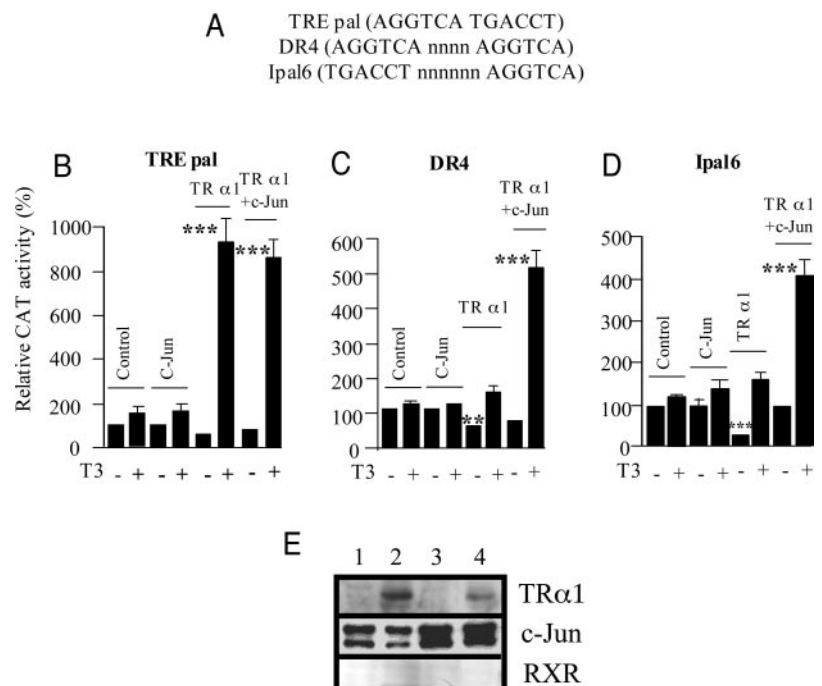 A
TRE pal (AGGTCA TGACCT)
DR4 (AGGTCA nnnn AGGTCA)
Ipal6 (TGACCT nnnnnn AGGTCA)
B TRE pal
Relative CAT activity (%)
1000
800
600
400
200
0
Control
C-Jun
TR α1
TR α1
+c-Jun
***
***
T3 - + - + - + - +
C DR4
600
500
400
300
200
100
0
Control
C-Jun
TR α1
TR α1
+c-Jun
**
***
- + - + - + - +
D Ipal6
500
400
300
200
100
0
Control
C-Jun
TR α1
TR α1
+c-Jun
***
***
T3 - + - + - + - +
E
1 2 3 4
TRα1
c-Jun
RXR